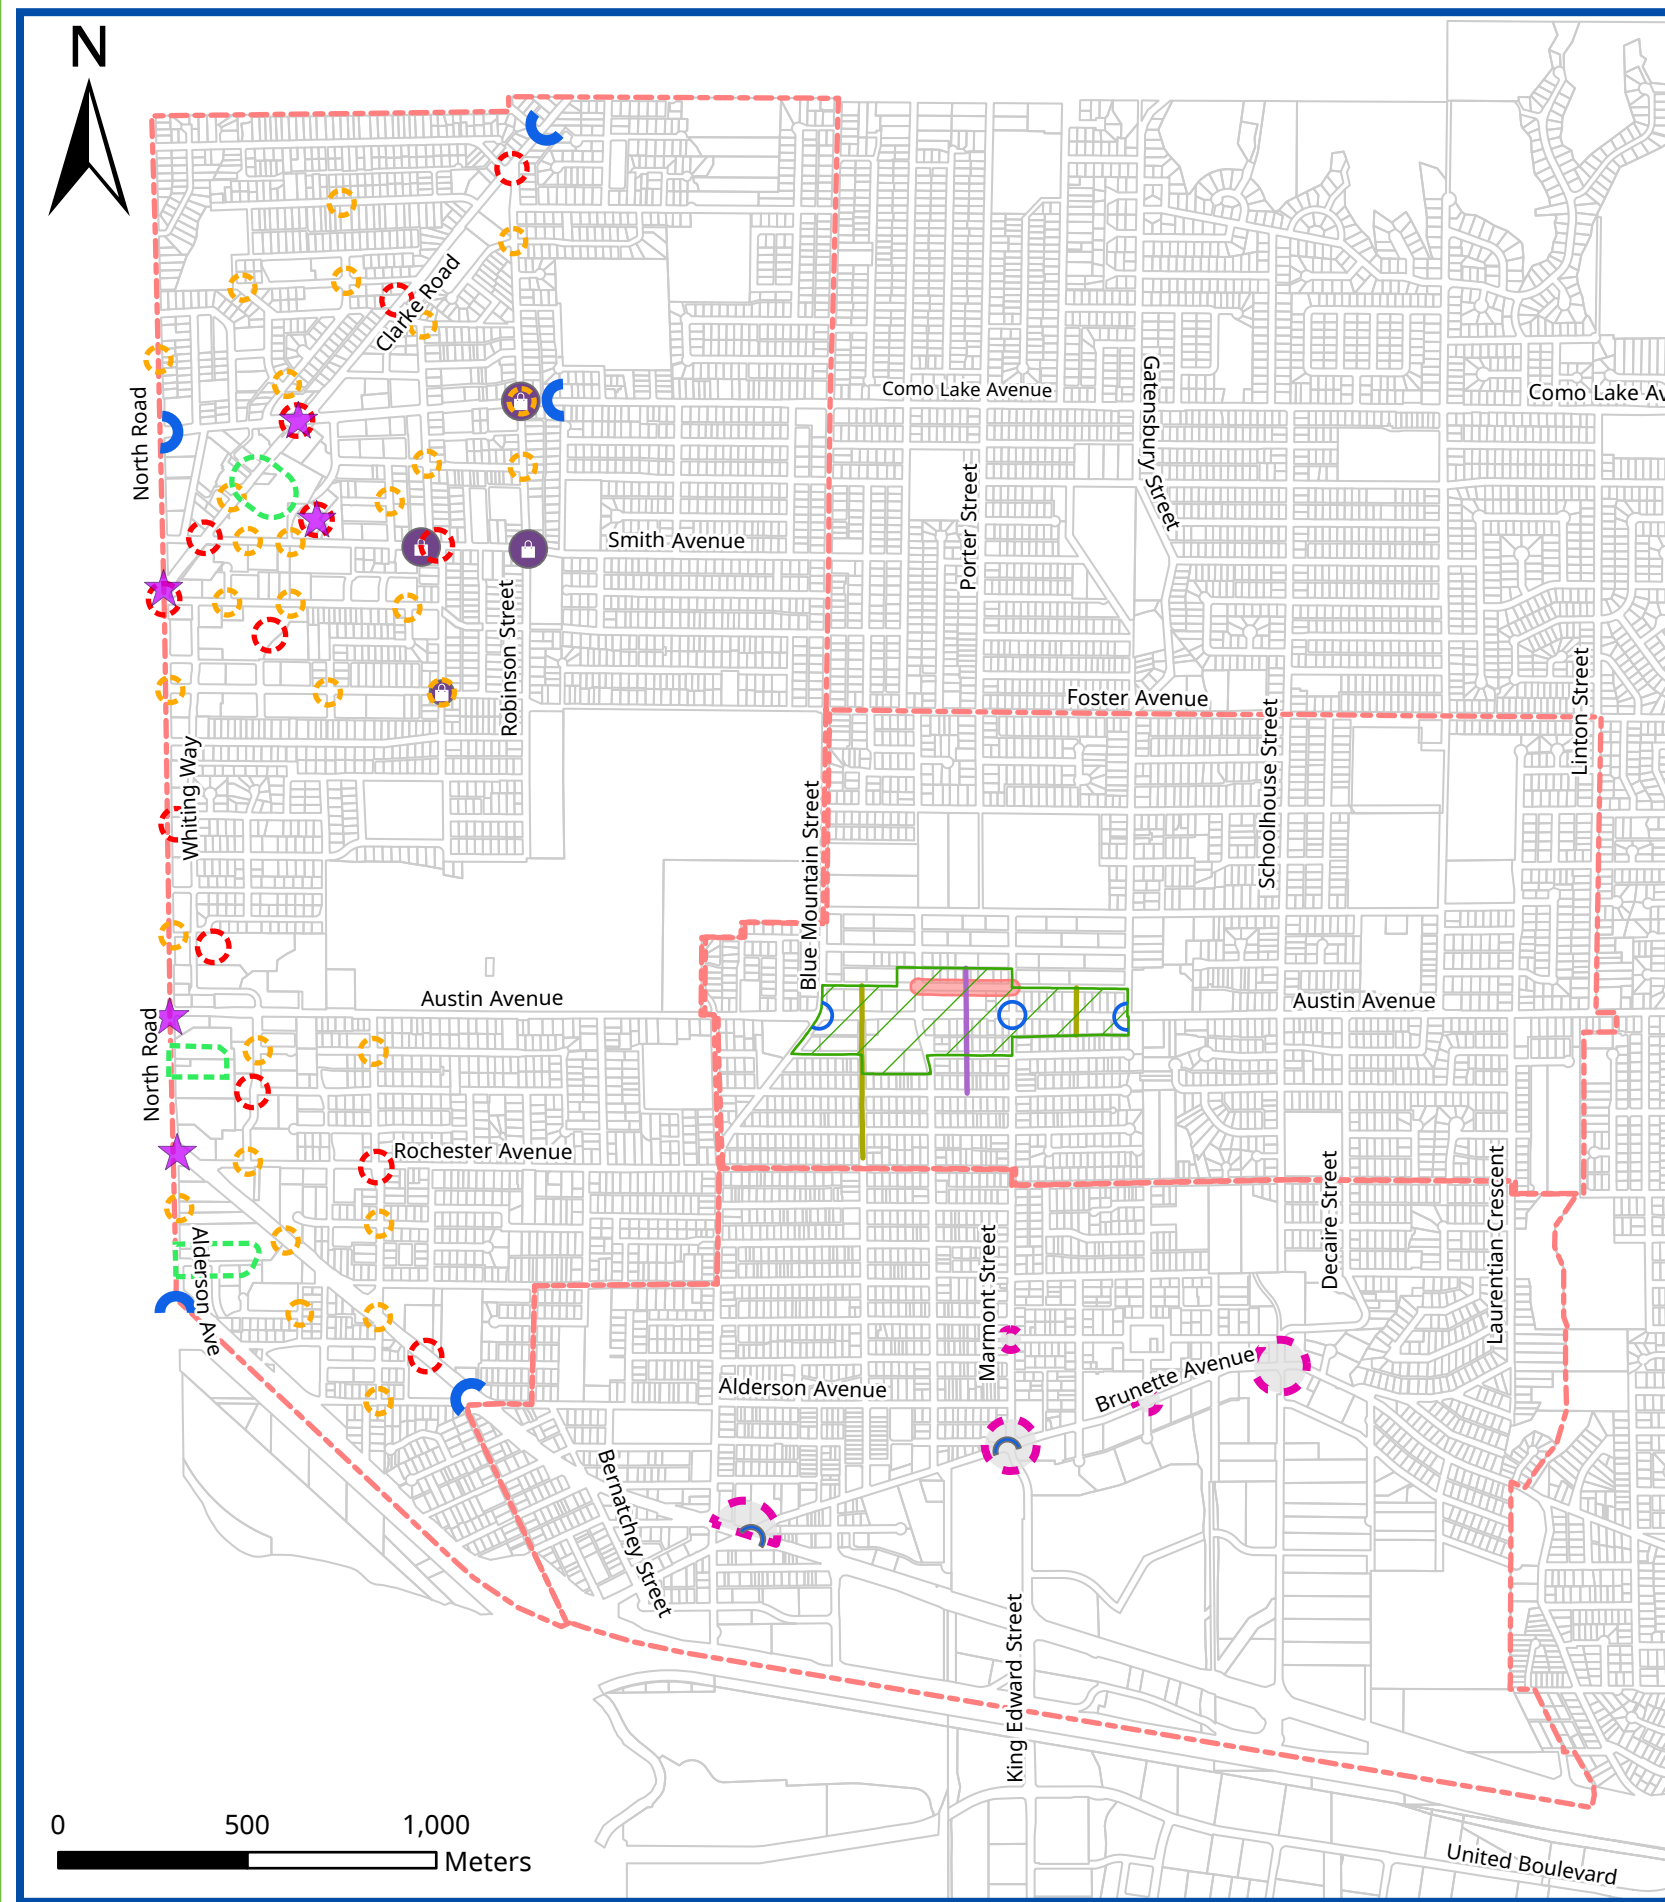 N
Clarke Road
Como Lake Avenue
Como Lake Av
North Road
Gatensbury Street
Porter Street
Smith Avenue
Robinson Street
Foster Avenue
Linton Street
Schoolhouse Street
Whiting Way
Blue Mountain Street
Austin Avenue
Austin Avenue
North Road
Rochester Avenue
Decaire Street
Laurentian Crescent
Alderson Ave
Marmont Street
Brunette Avenue
Alderson Avenue
Bernatchey Street
King Edward Street
0 500 1,000
Meters
United Boulevard